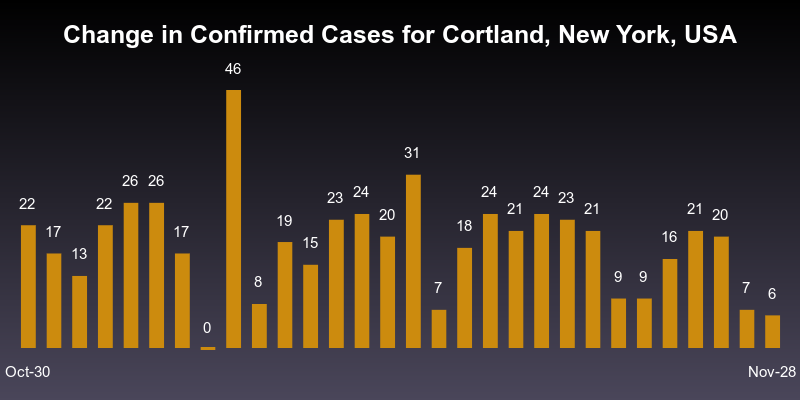 Change in Confirmed Cases for Cortland, New York, USA
22 17 13 22 26 26 17 0 46 8 19 15 23 24 20 31 7 18 24 21 24 23 21 9 9 16 21 20 7 6
Oct-30 Nov-28